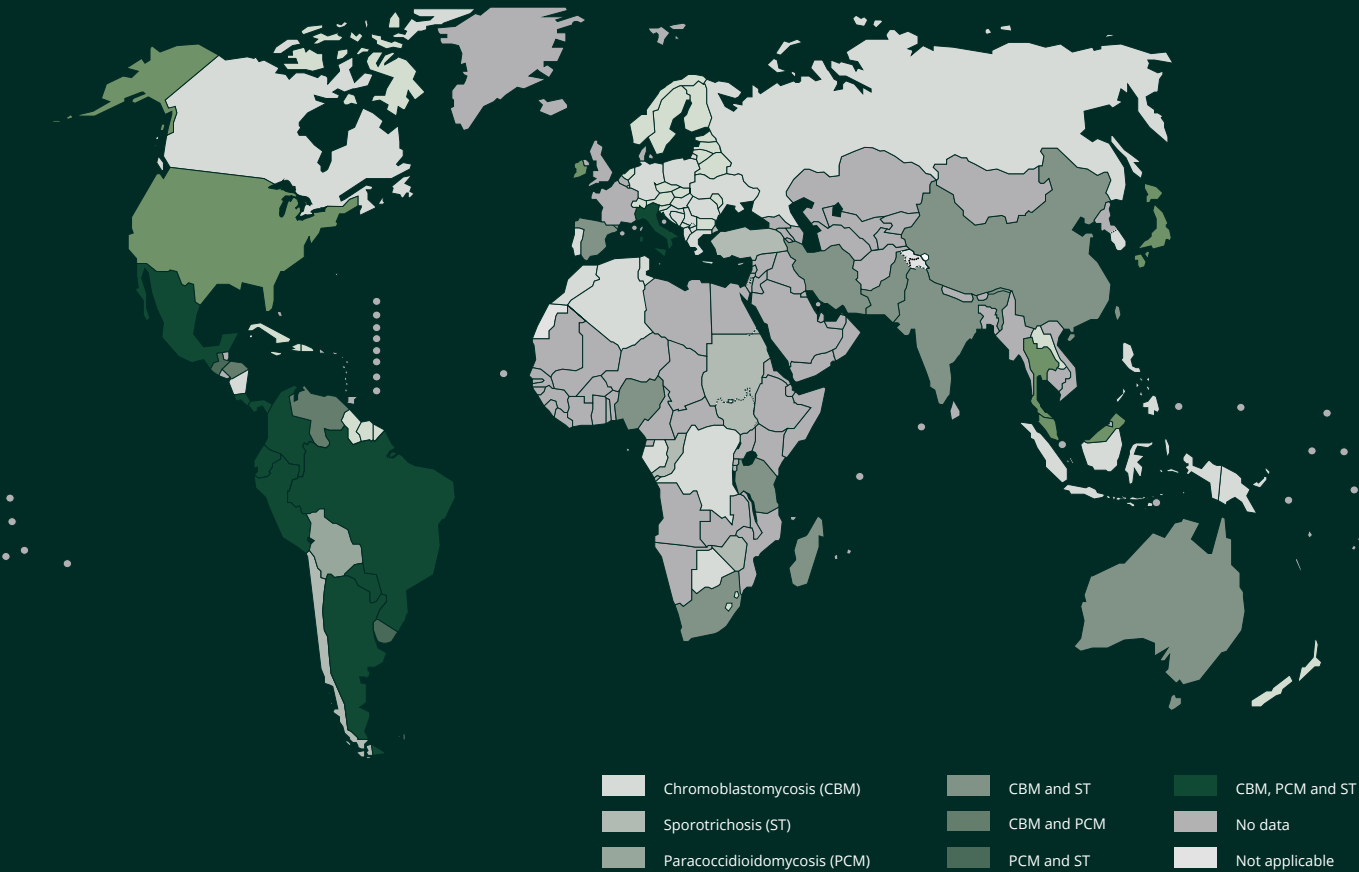 Chromoblastomycosis (CBM)
Sporotrichosis (ST)
Paracoccidioidomycosis (PCM)
CBM and ST
CBM and PCM
PCM and ST
CBM, PCM and ST
No data
Not applicable